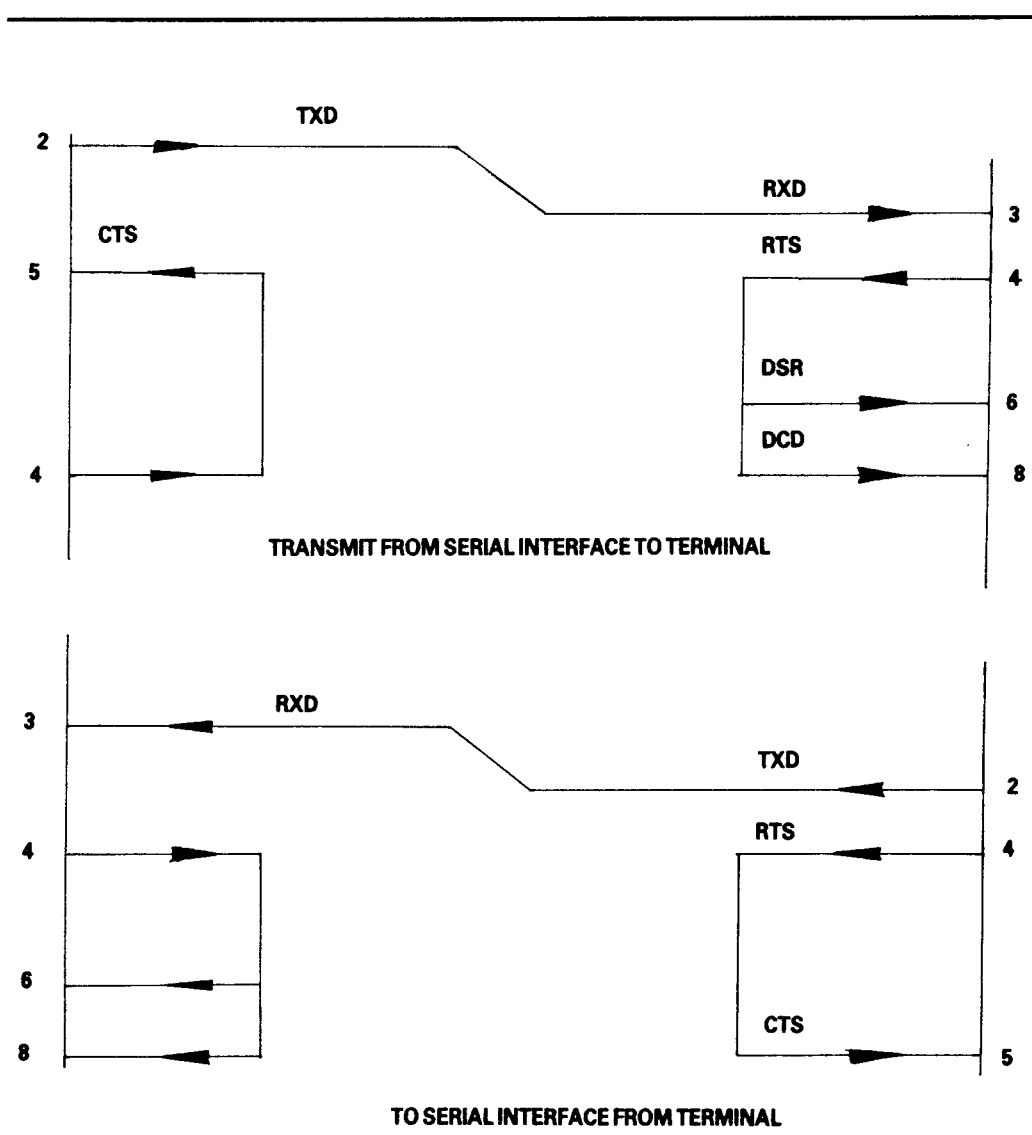 TXD
2
RXD
3
CTS
RTS
5
4
DSR
6
DCD
4
8
TRANSMIT FROM SERIAL INTERFACE TO TERMINAL
RXD
3
TXD
2
RTS
4
4
6
CTS
8
5
TO SERIAL INTERFACE FROM TERMINAL